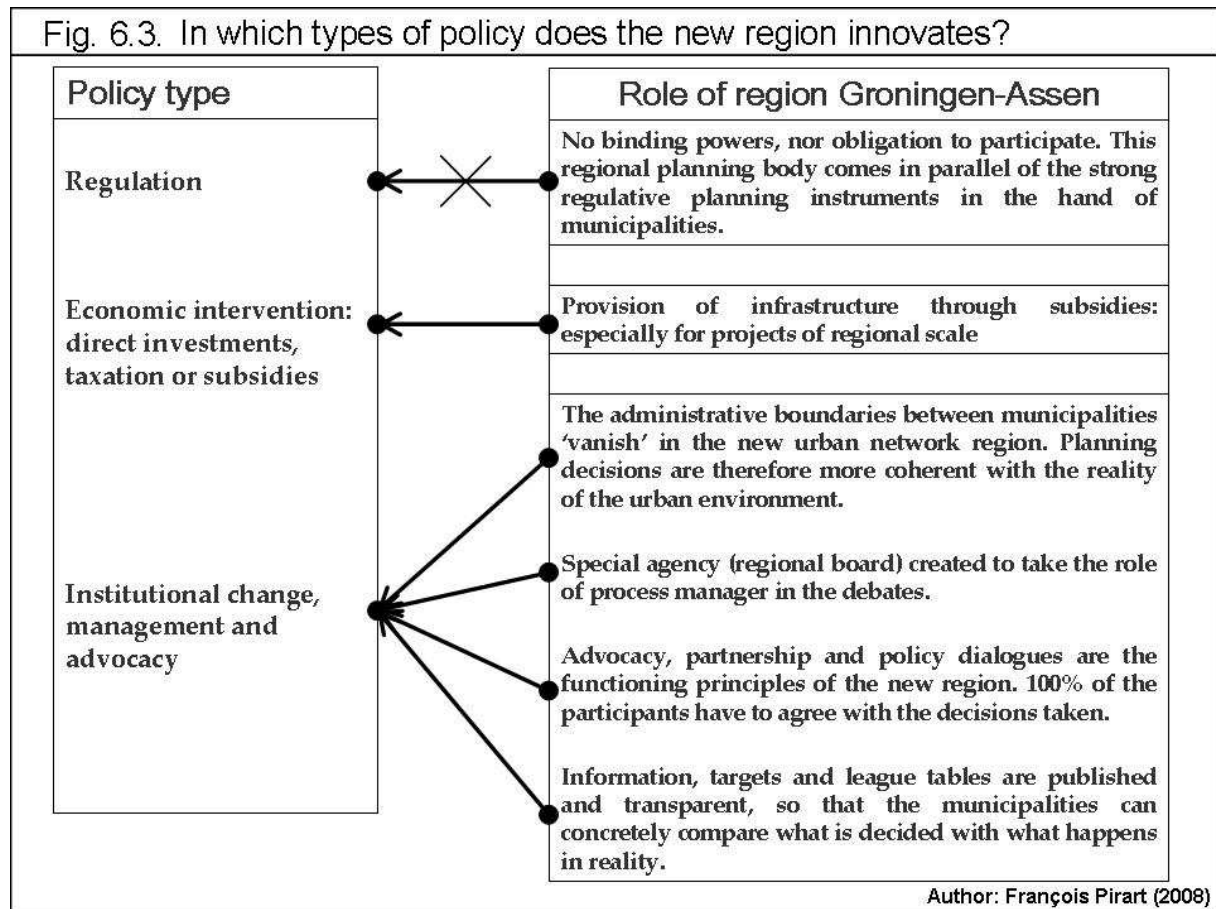 Fig. 6.3. In which types of policy does the new region innovates?
Policy type
Role of region Groningen-Assen
Regulation
No binding powers, nor obligation to participate. This
regional planning body comes in parallel of the strong
regulative planning instruments in the hand of
municipalities.
Economic intervention:
direct investments,
taxation or subsidies
Provision of infrastructure through subsidies:
especially for projects of regional scale
Institutional change,
management and
advocacy
The administrative boundaries between municipalities
'vanish' in the new urban network region. Planning
decisions are therefore more coherent with the reality
of the urban environment.
Special agency (regional board) created to take the role
of process manager in the debates.
Advocacy, partnership and policy dialogues are the
functioning principles of the new region. 100% of the
participants have to agree with the decisions taken.
Information, targets and league tables are published
and transparent, so that the municipalities can
concretely compare what is decided with what happens
in reality.
Author: François Pirart (2008)